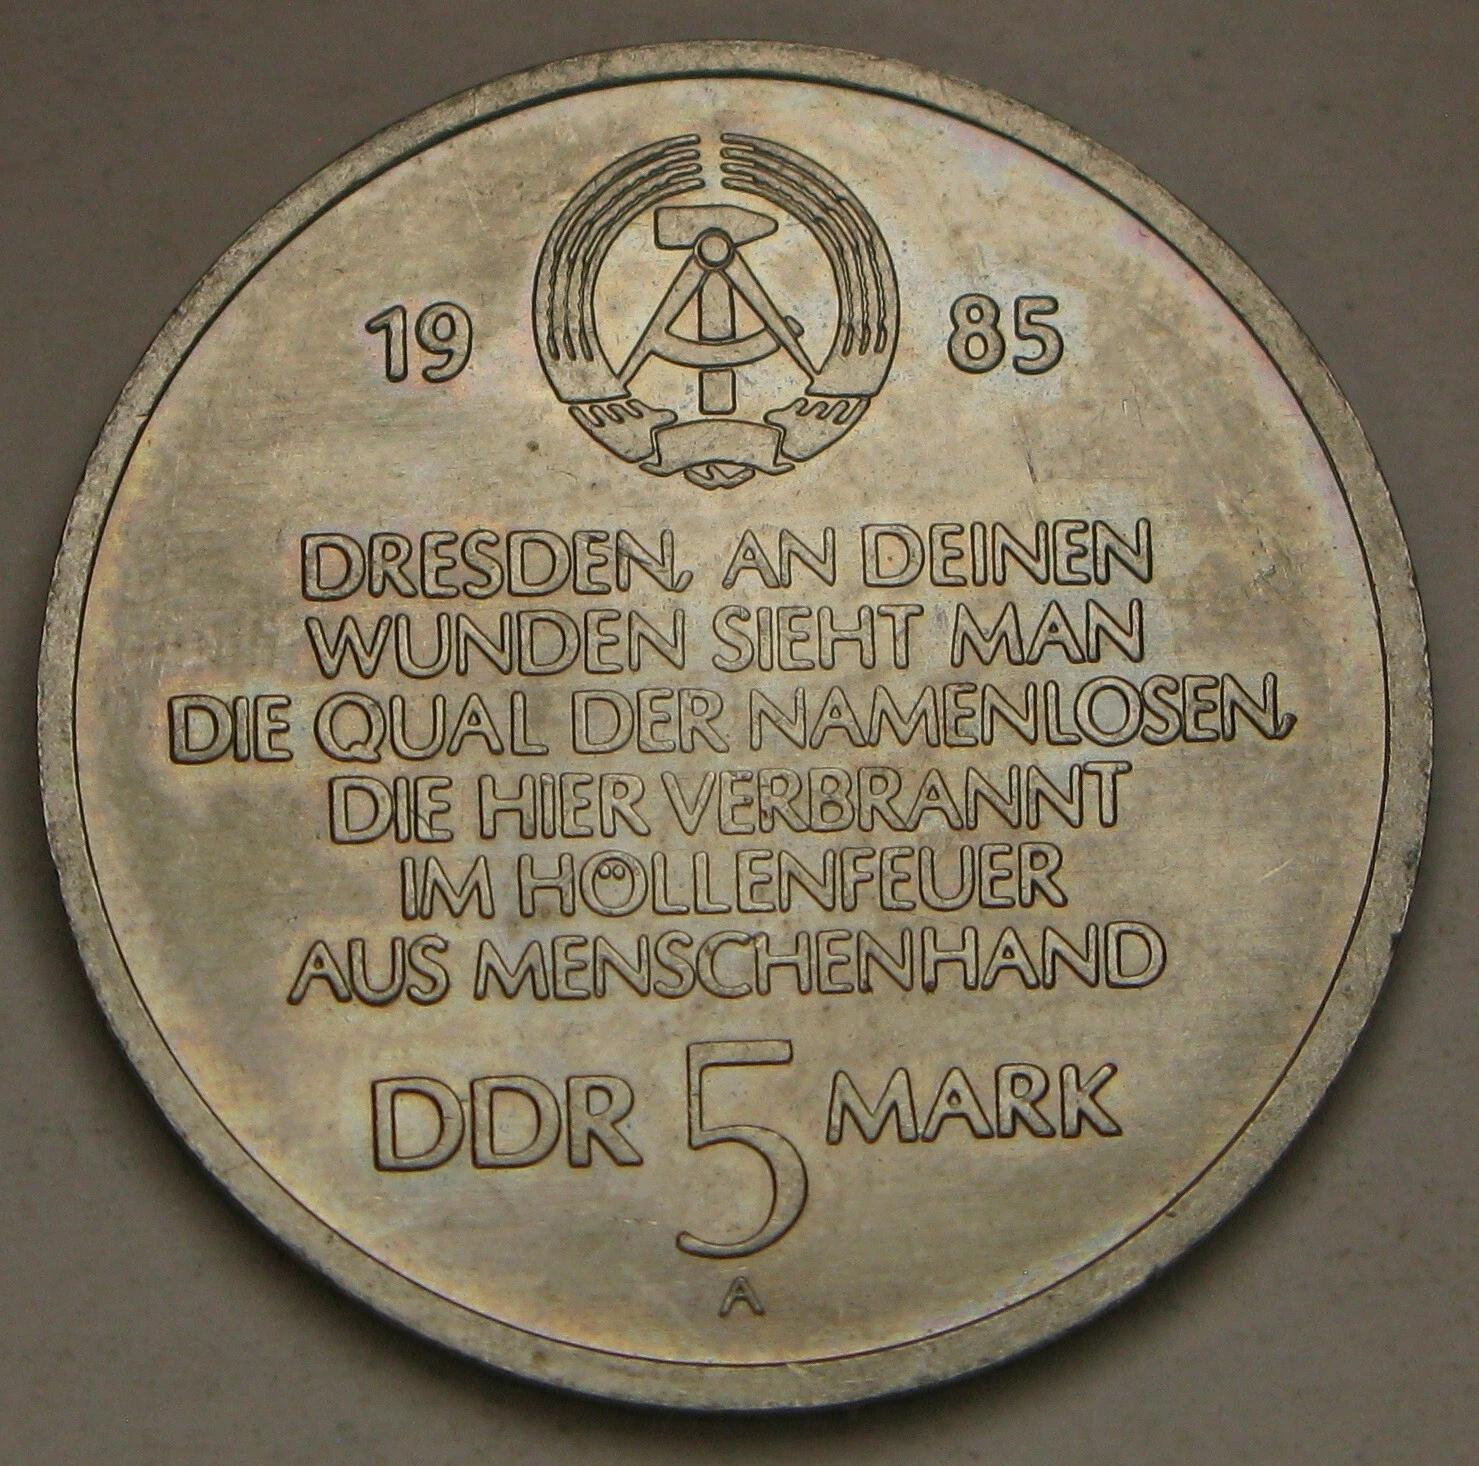 19 85
DRESDEN, AN DEINEN
WUNDEN SIEHT MAN
DIE QUAL DER NAMENLOSEN,
DIE HIER VERBRANNT
IM HÖLLENFEUER
AUS MENSCHENHAND
DDR 5 MARK
A